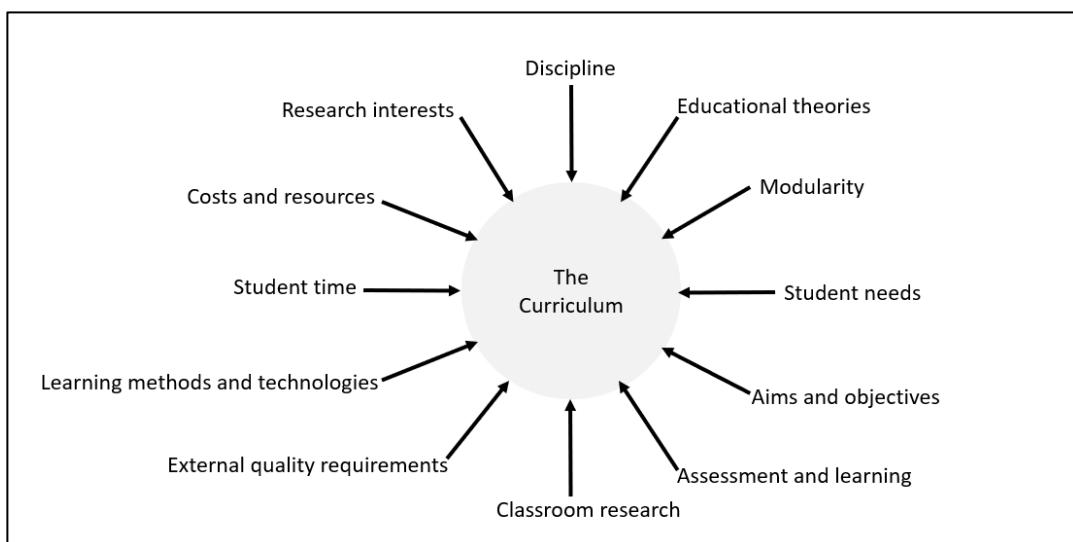 Discipline
Research interests
Educational theories
Costs and resources
Modularity
Student time
The
Curriculum
Student needs
Learning methods and technologies
Aims and objectives
External quality requirements
Assessment and learning
Classroom research